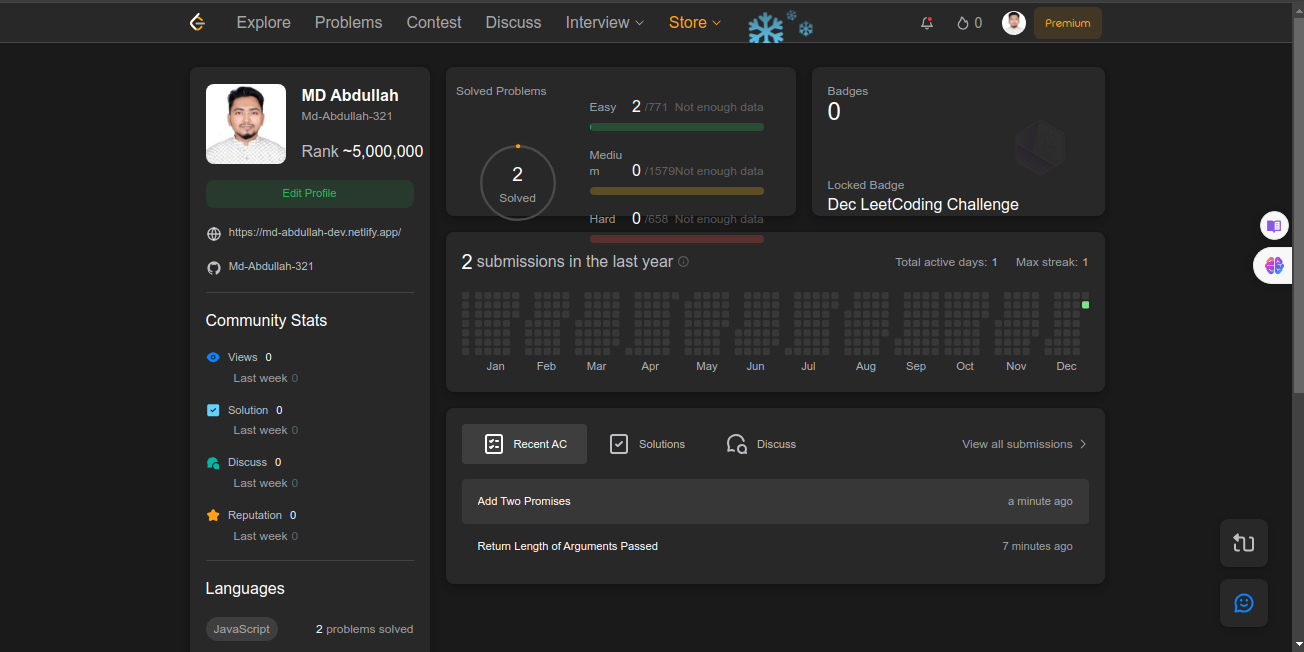 Explore Problems Contest Discuss Interview Store 0 Premium
MD Abdullah
Md-Abdullah-321
Rank ~5,000,000
Edit Profile
https://md-abdullah-dev.netlify.app/
Md-Abdullah-321
Community Stats
Views 0
Last week 0
Solution 0
Last week 0
Discuss 0
Last week 0
Reputation 0
Last week 0
Languages
JavaScript 2 problems solved
Solved Problems
2
Solved
Easy 2 /771 Not enough data
Mediu
m 0 /1579Not enough data
Hard 0 /658 Not enough data
Badges
0
Locked Badge
Dec LeetCoding Challenge
2 submissions in the last year Total active days: 1 Max streak: 1
Jan Feb Mar Apr May Jun Jul Aug Sep Oct Nov Dec
Recent AC Solutions Discuss View all submissions
Add Two Promises a minute ago
Return Length of Arguments Passed 7 minutes ago